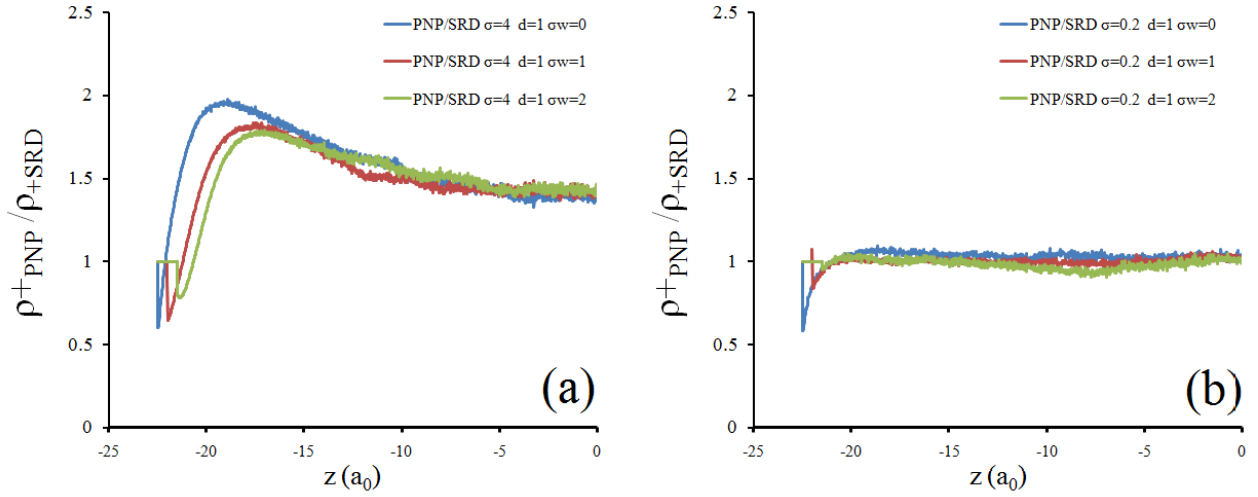 2.5
2
1.5
1
0.5
0
-25
-20
-15
-10
-5
0
z (a0)
ρ+PNP /ρ+SRD
PNP/SRD σ=4 d=1 σw=0
PNP/SRD σ=4 d=1 σw=1
PNP/SRD σ=4 d=1 σw=2
(a)
2.5
2
1.5
1
0.5
0
-25
-20
-15
-10
-5
0
z (a0)
ρ+PNP /ρ+SRD
PNP/SRD σ=0.2 d=1 σw=0
PNP/SRD σ=0.2 d=1 σw=1
PNP/SRD σ=0.2 d=1 σw=2
(b)